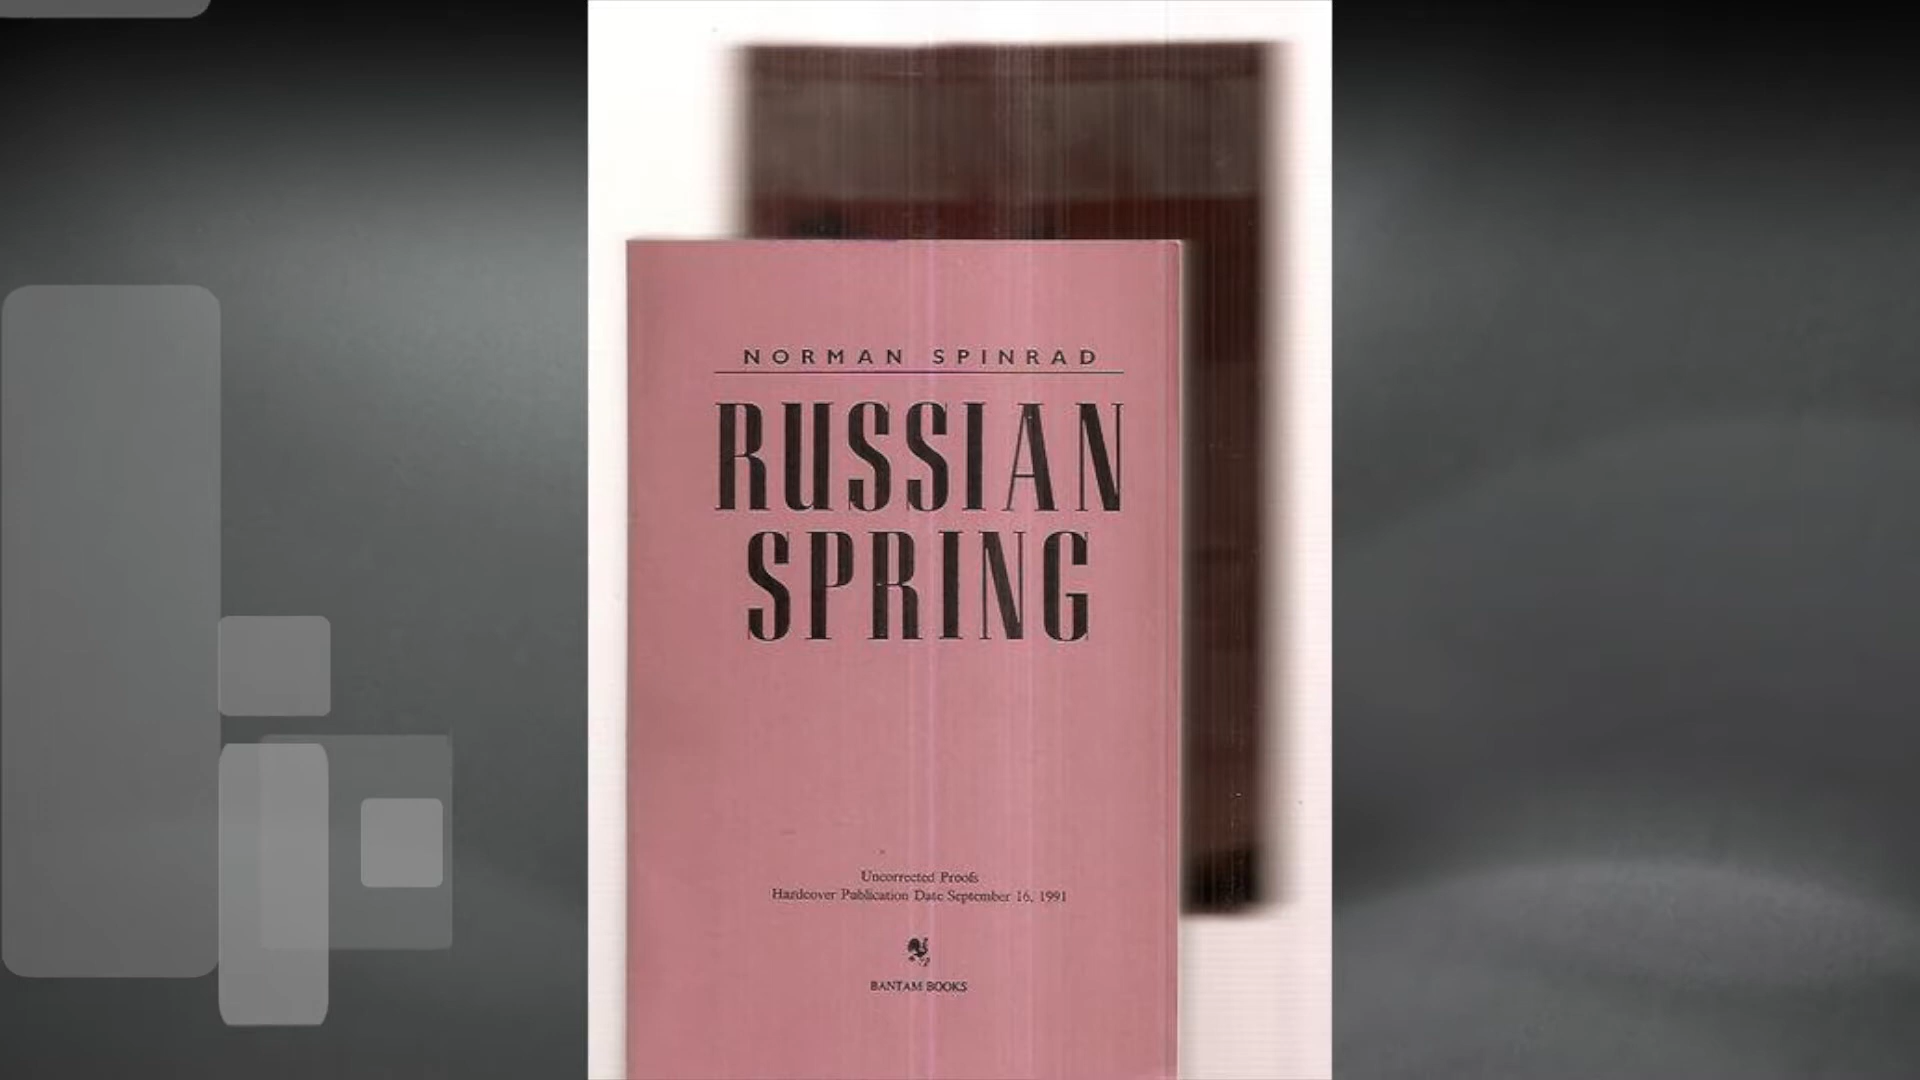 NORMAN SPINRAD
RUSSIAN
SPRING
Uncorrected Proofs
Hardcover Publication Date September 16, 1991
BANTAM BOOKS